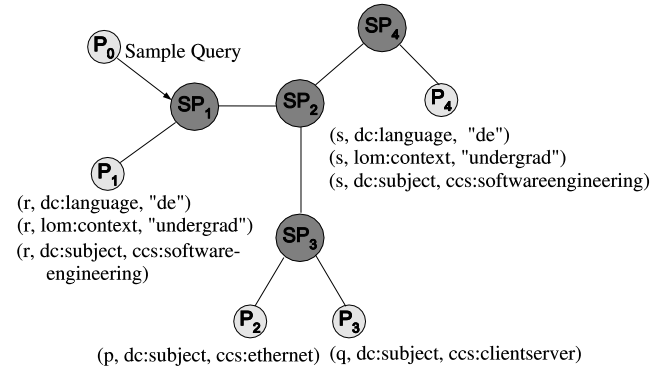 SP₄
P₀ Sample Query
SP₁ SP₂
P₄
P₁
(s, dc:language, "de")
(s, lom:context, "undergrad")
(s, dc:subject, ccs:softwareengineering)
(r, dc:language, "de")
(r, lom:context, "undergrad")
(r, dc:subject, ccs:software-
engineering)
SP₃
P₂ P₃
(p, dc:subject, ccs:ethernet) (q, dc:subject, ccs:clientserver)